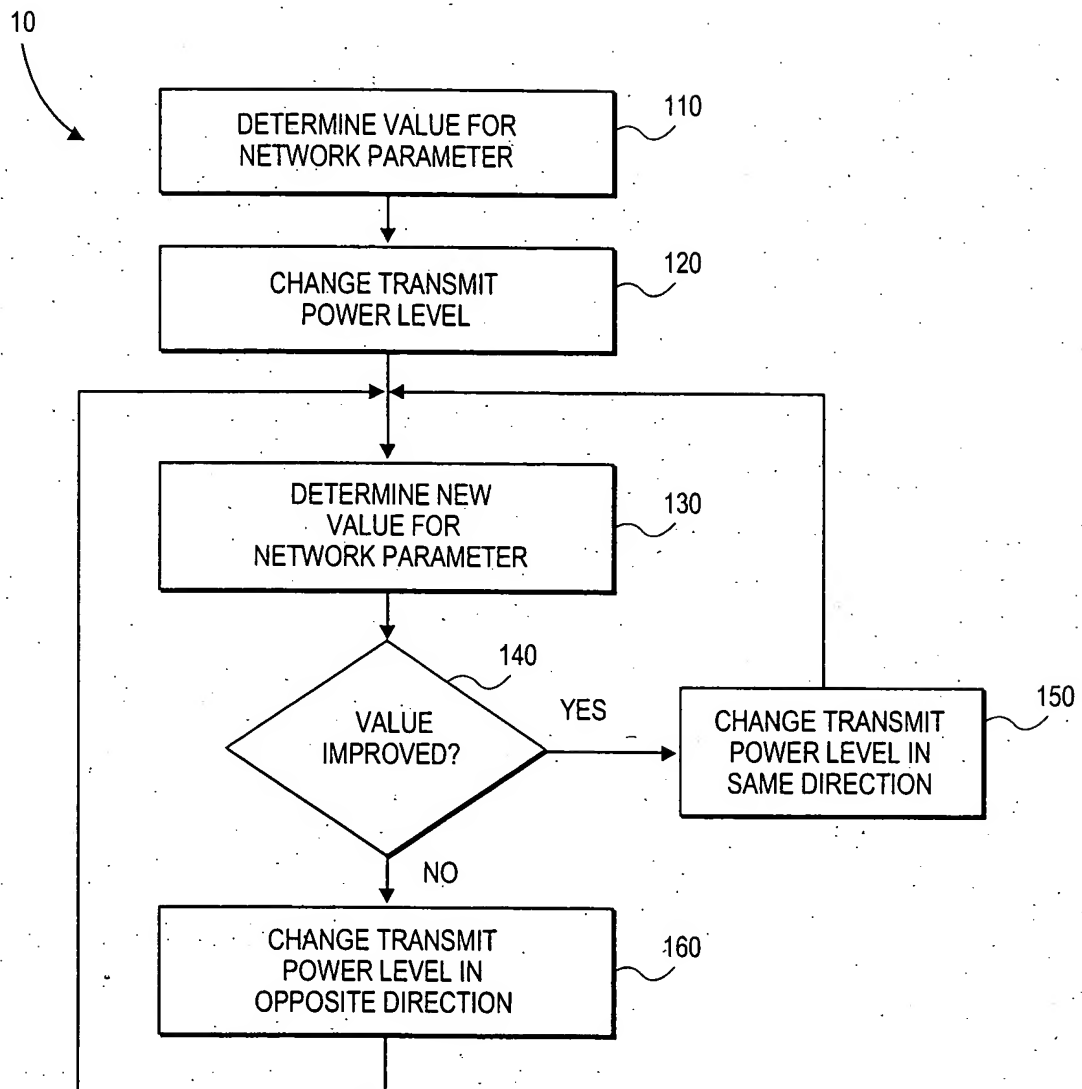 10
DETERMINE VALUE FOR
NETWORK PARAMETER
110
CHANGE TRANSMIT
POWER LEVEL
120
DETERMINE NEW
VALUE FOR
NETWORK PARAMETER
130
VALUE
IMPROVED?
140
YES
CHANGE TRANSMIT
POWER LEVEL IN
SAME DIRECTION
150
NO
CHANGE TRANSMIT
POWER LEVEL IN
OPPOSITE DIRECTION
160